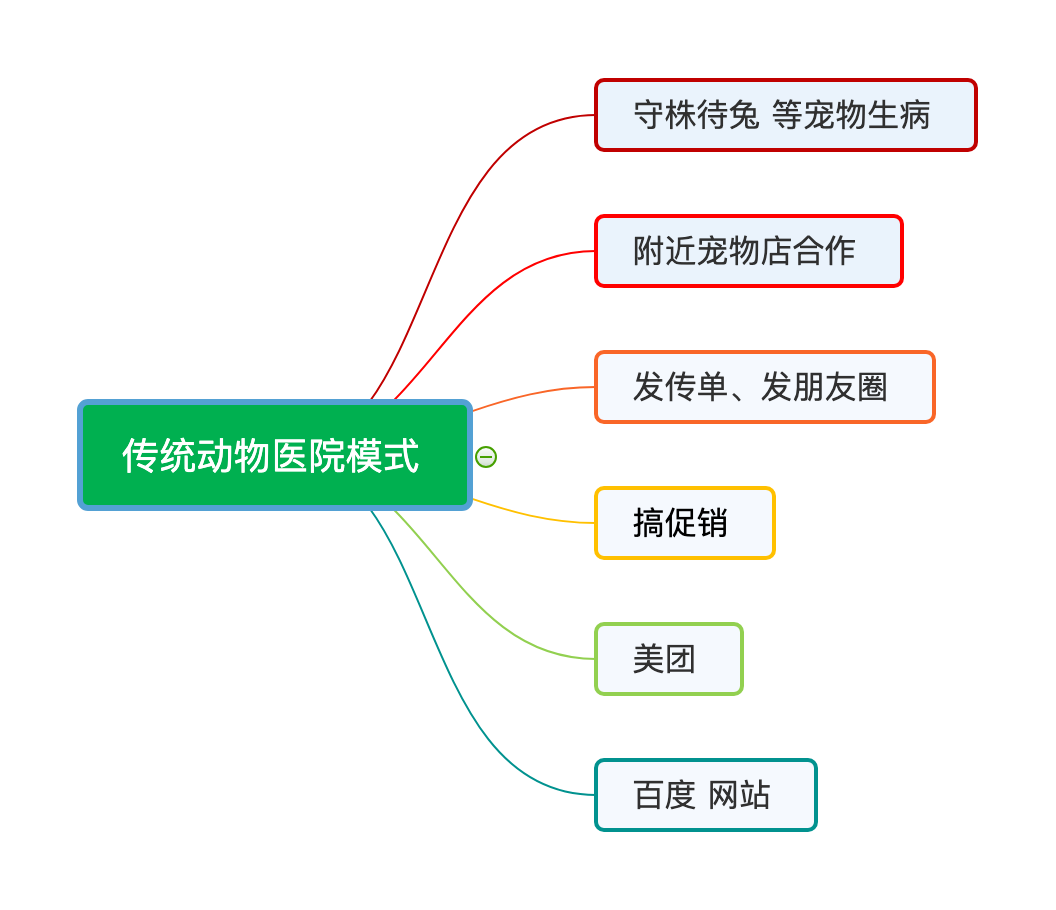 守株待兔 等宠物生病
附近宠物店合作
发传单、发朋友圈
传统动物医院模式
搞促销
美团
百度 网站